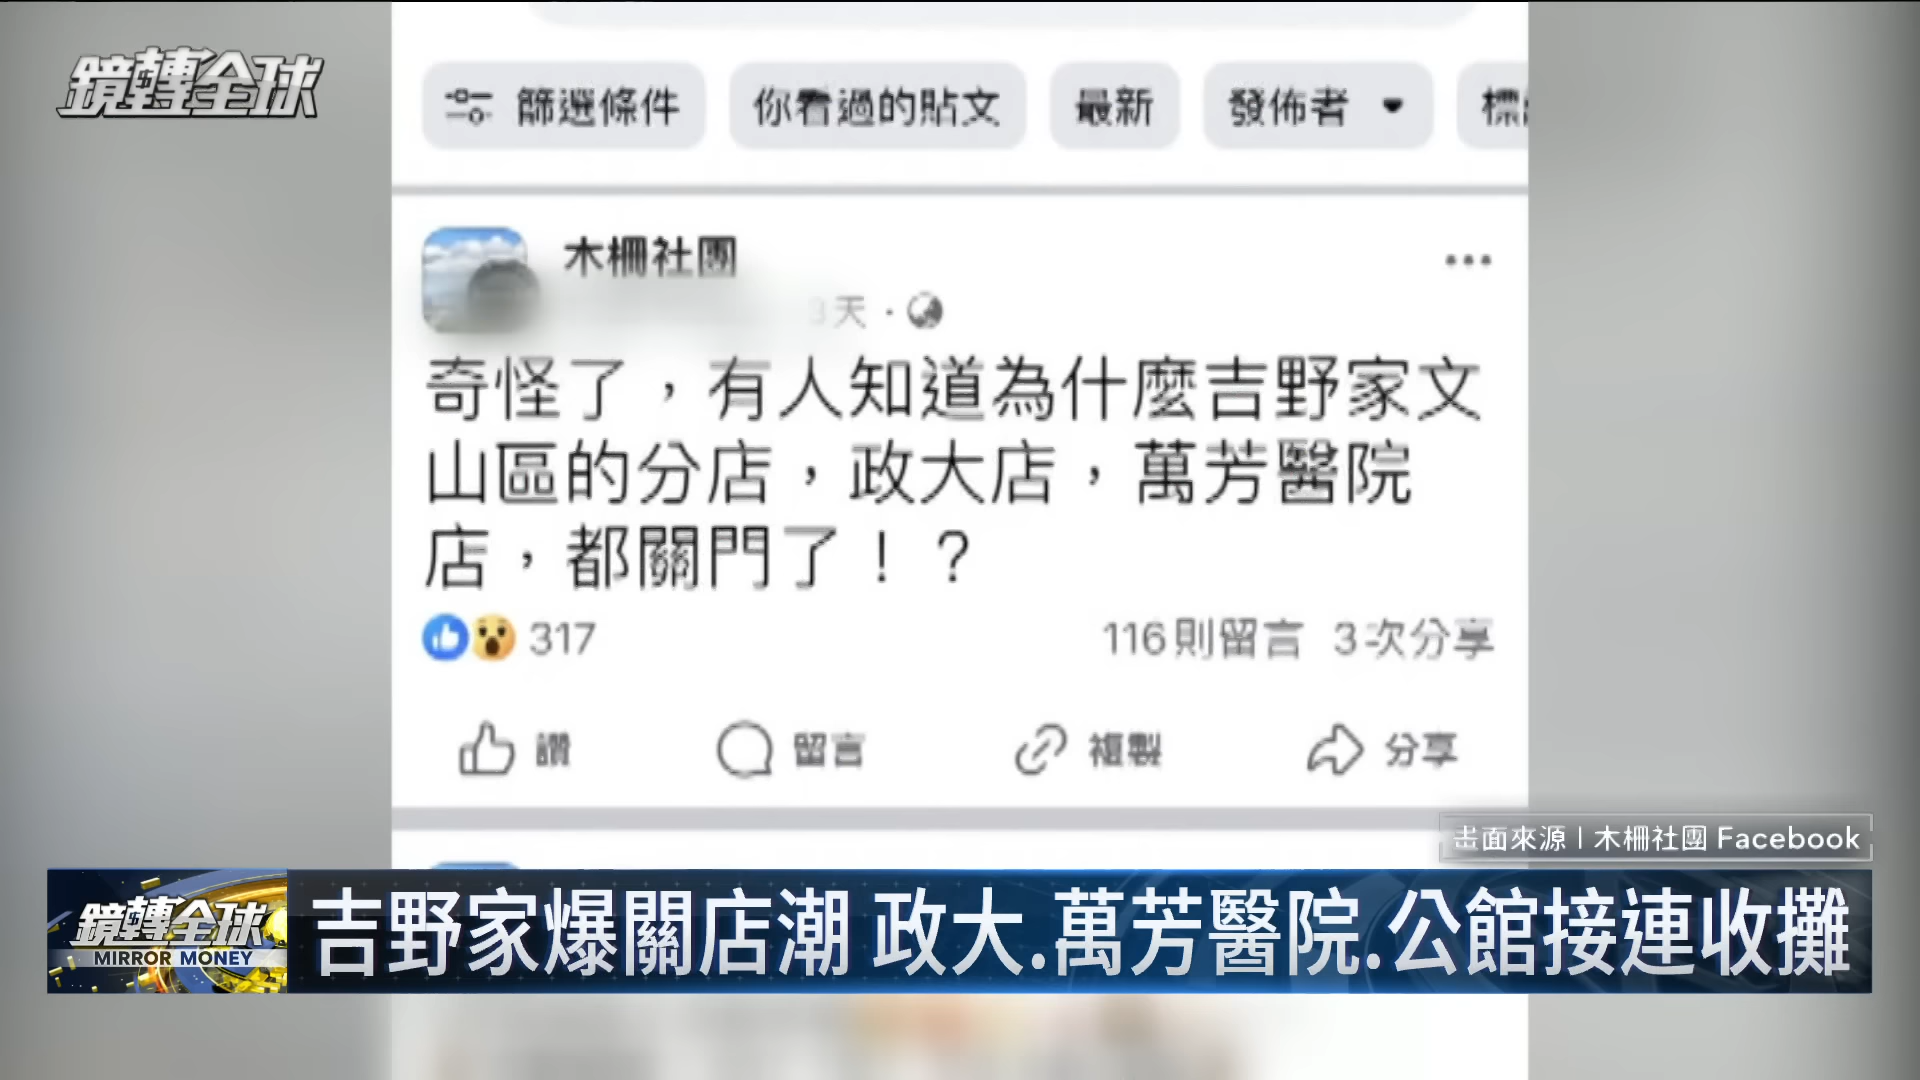 鏡轉全球
篩選條件 你看過的貼文 最新 發佈者
木柵社團
3天
奇怪了，有人知道為什麼吉野家文
山區的分店，政大店，萬芳醫院
店，都關門了！？
317 116則留言 3次分享
讚 留言 複製 分享
畫面來源 | 木柵社團 Facebook
鏡轉全球
MIRROR MONEY
吉野家爆關店潮 政大.萬芳醫院.公館接連收攤